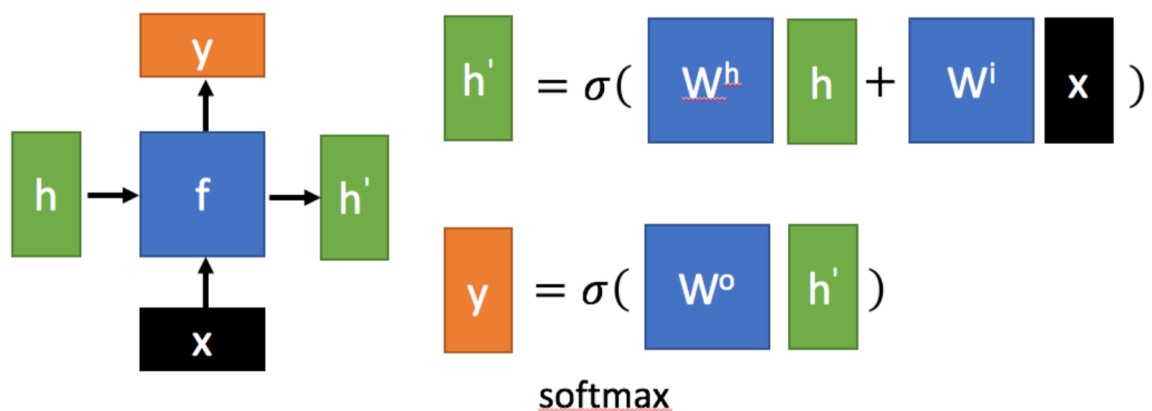 y
h
f
h'
x
h' = σ( Wʰ h + Wⁱ x )
y = σ( Wᵒ h' )
softmax